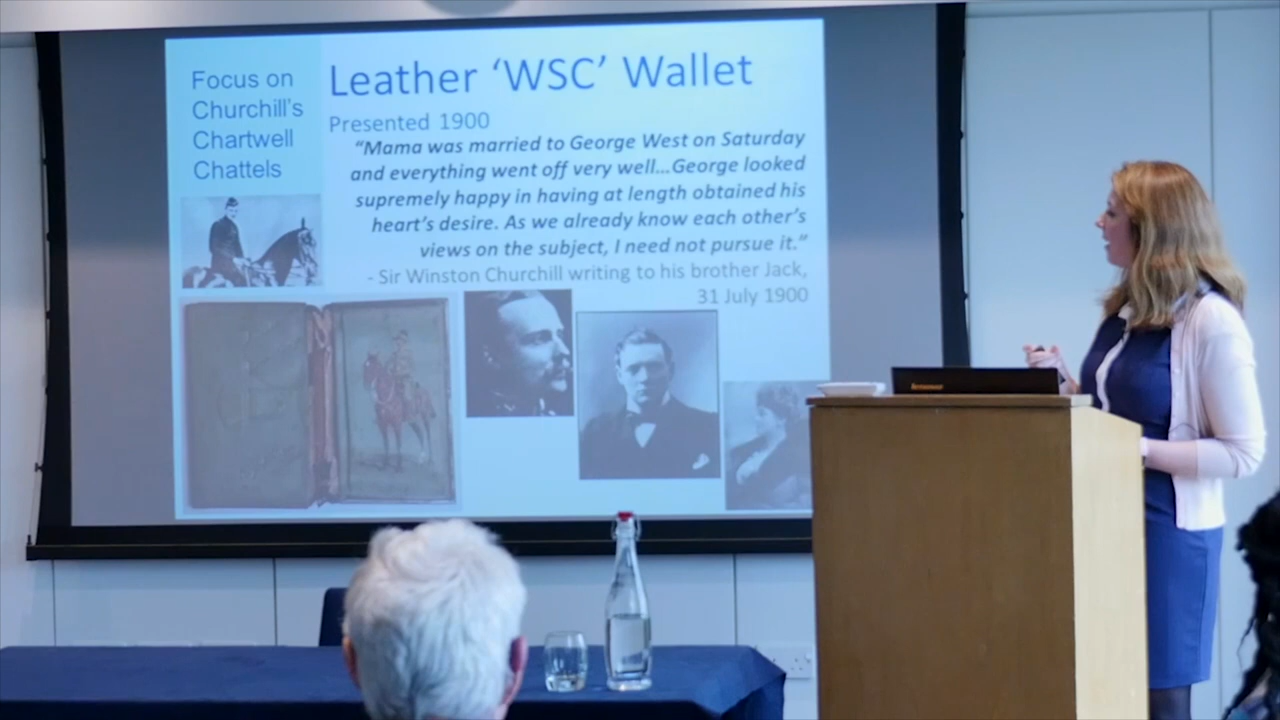 Focus on
Churchill's
Chartwell
Chattels
Leather ‘WSC’ Wallet
Presented 1900
“Mama was married to George West on Saturday
and everything went off very well...George looked
supremely happy in having at length obtained his
heart’s desire. As we already know each other’s
views on the subject, I need not pursue it.”
- Sir Winston Churchill writing to his brother Jack,
31 July 1900
lenovo